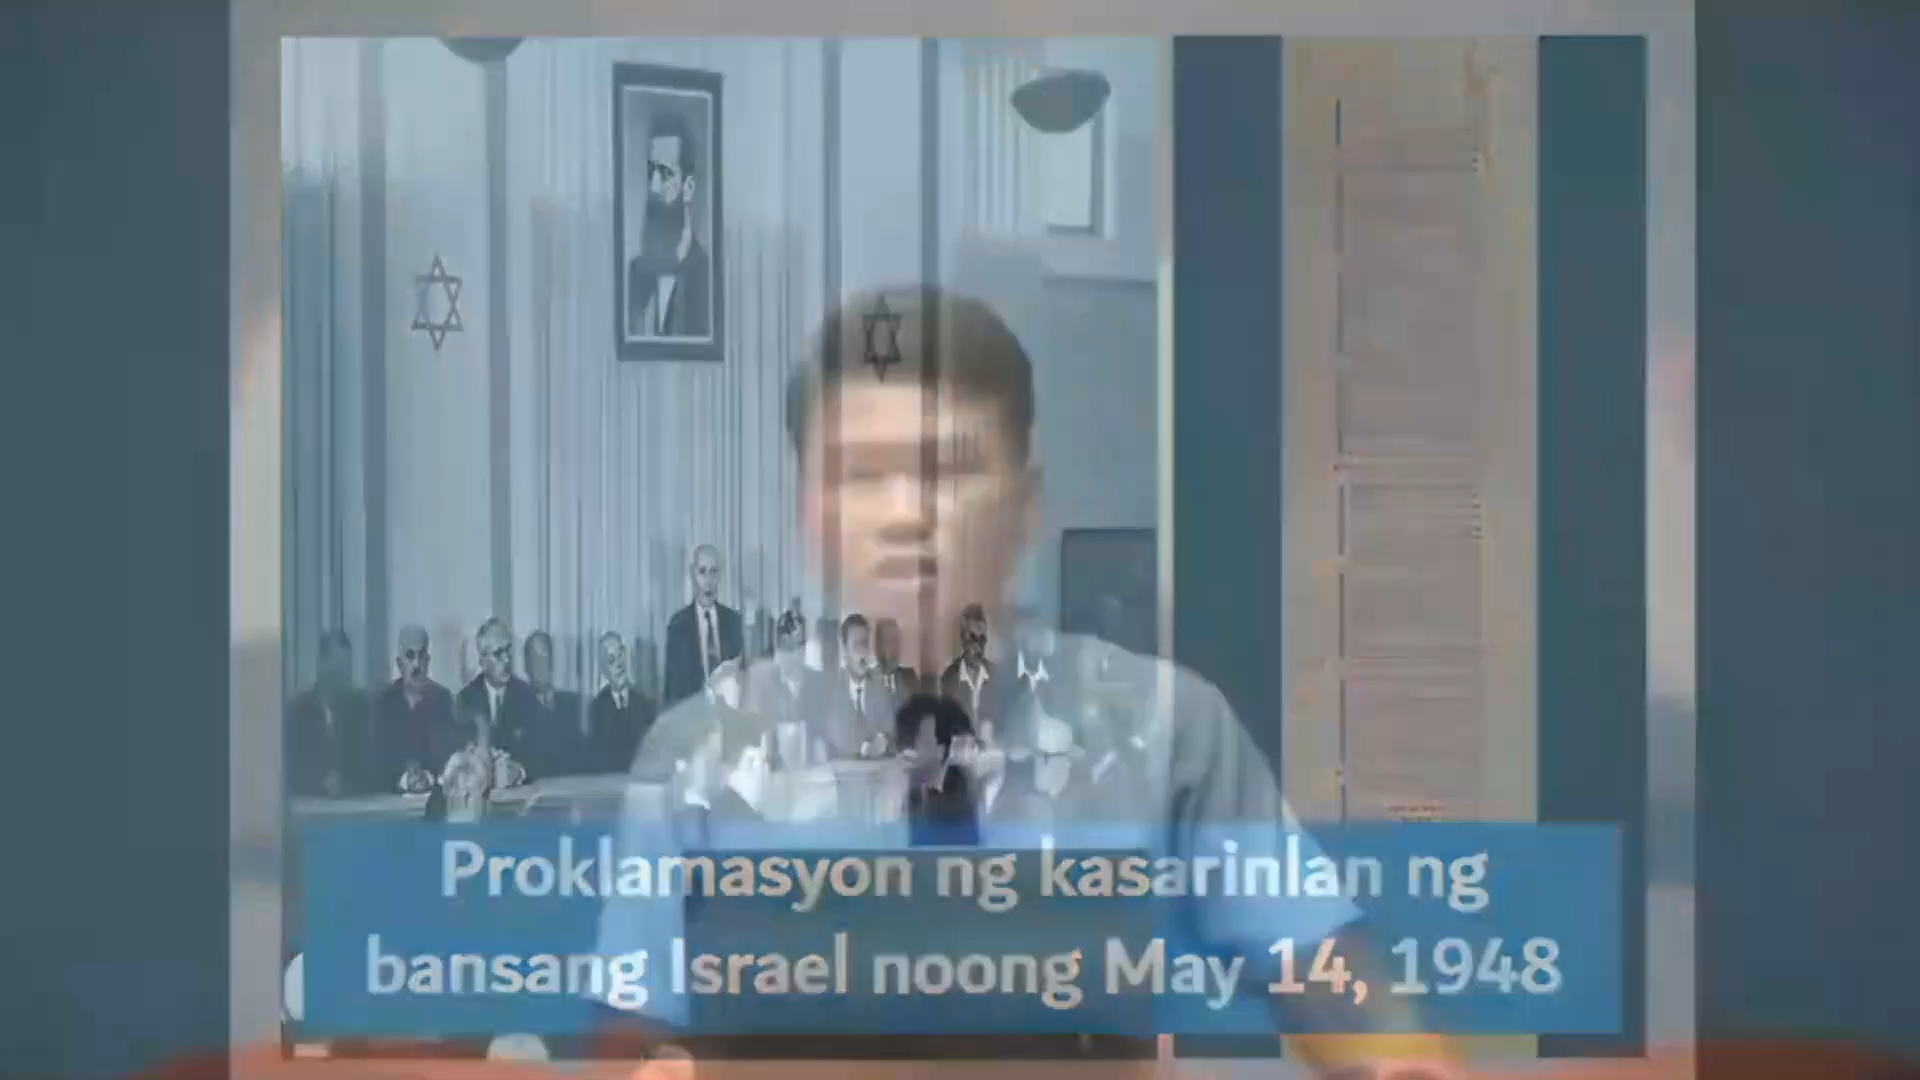 Proklamasyon ng kasarinlan ng
bansang Israel noong May 14, 1948